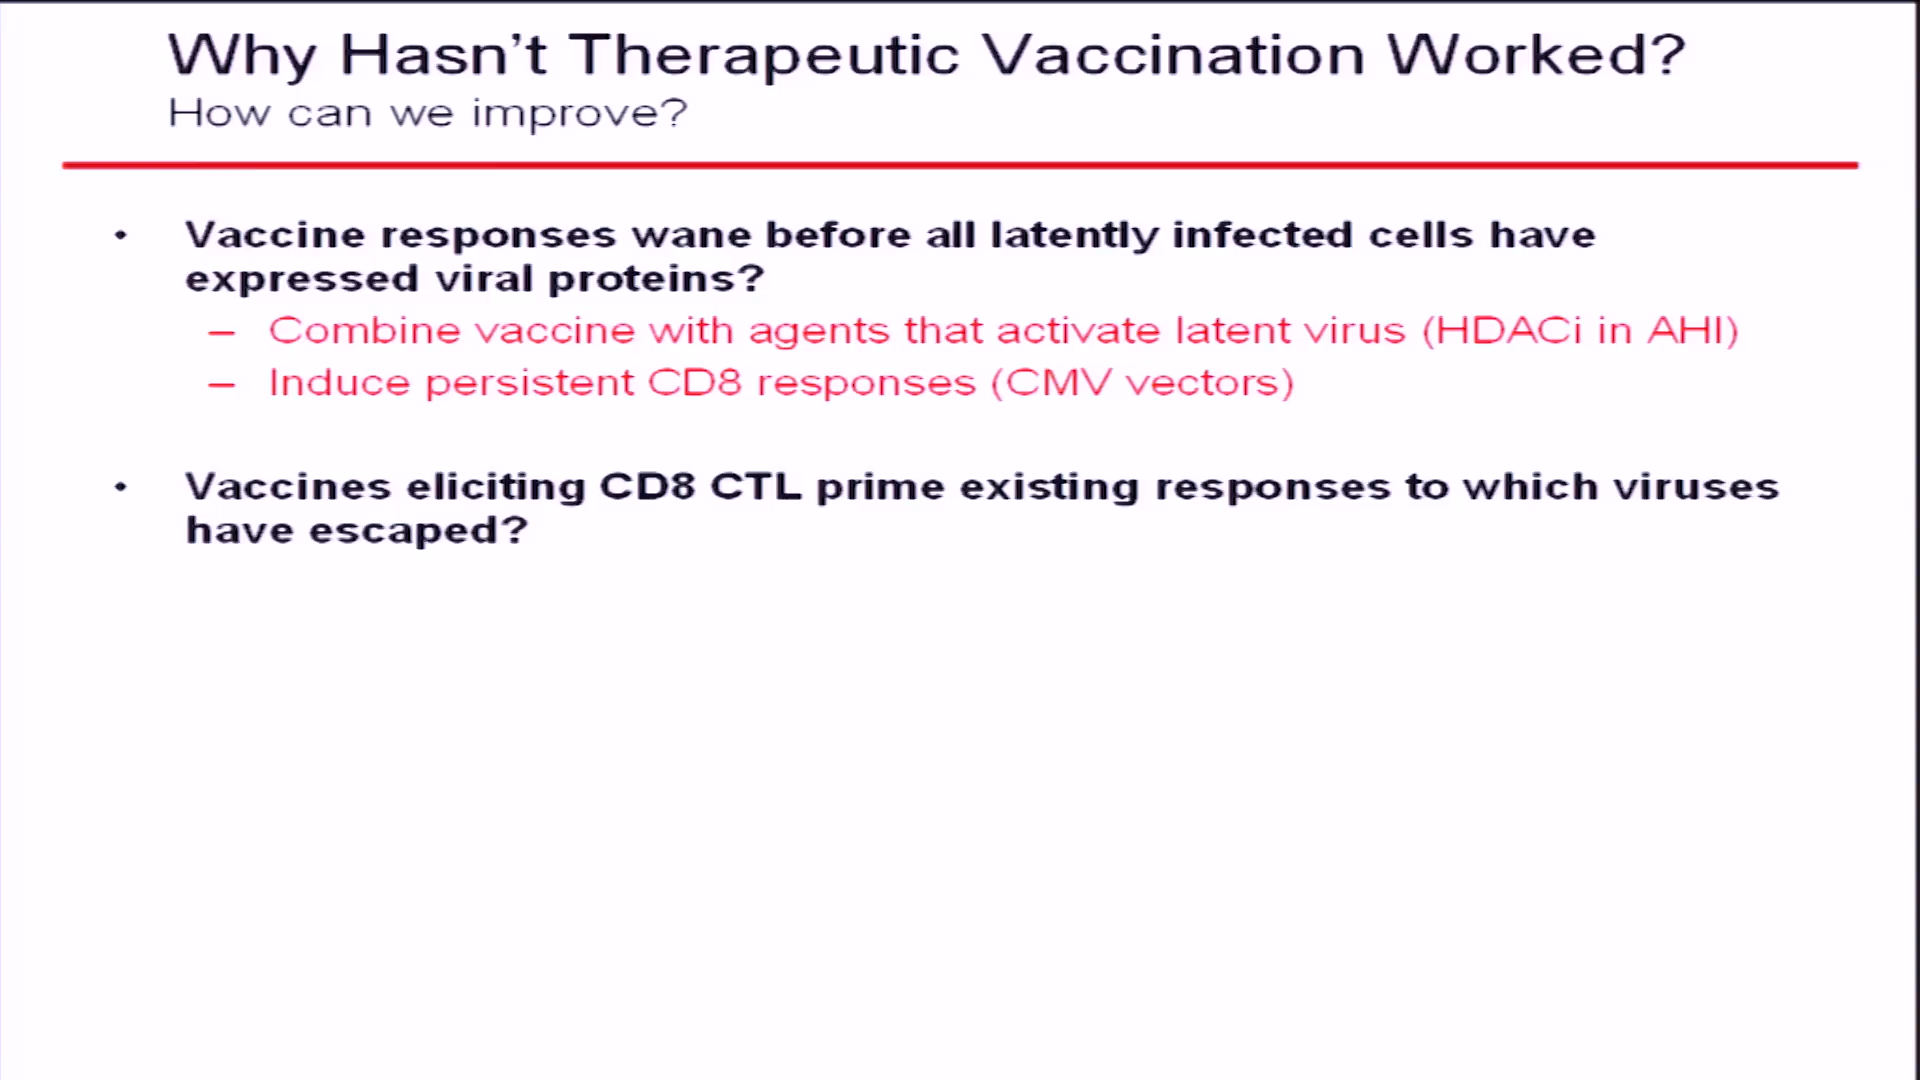 Why Hasn't Therapeutic Vaccination Worked?
How can we improve?
• Vaccine responses wane before all latently infected cells have
expressed viral proteins?
– Combine vaccine with agents that activate latent virus (HDACi in AHI)
– Induce persistent CD8 responses (CMV vectors)
• Vaccines eliciting CD8 CTL prime existing responses to which viruses
have escaped?